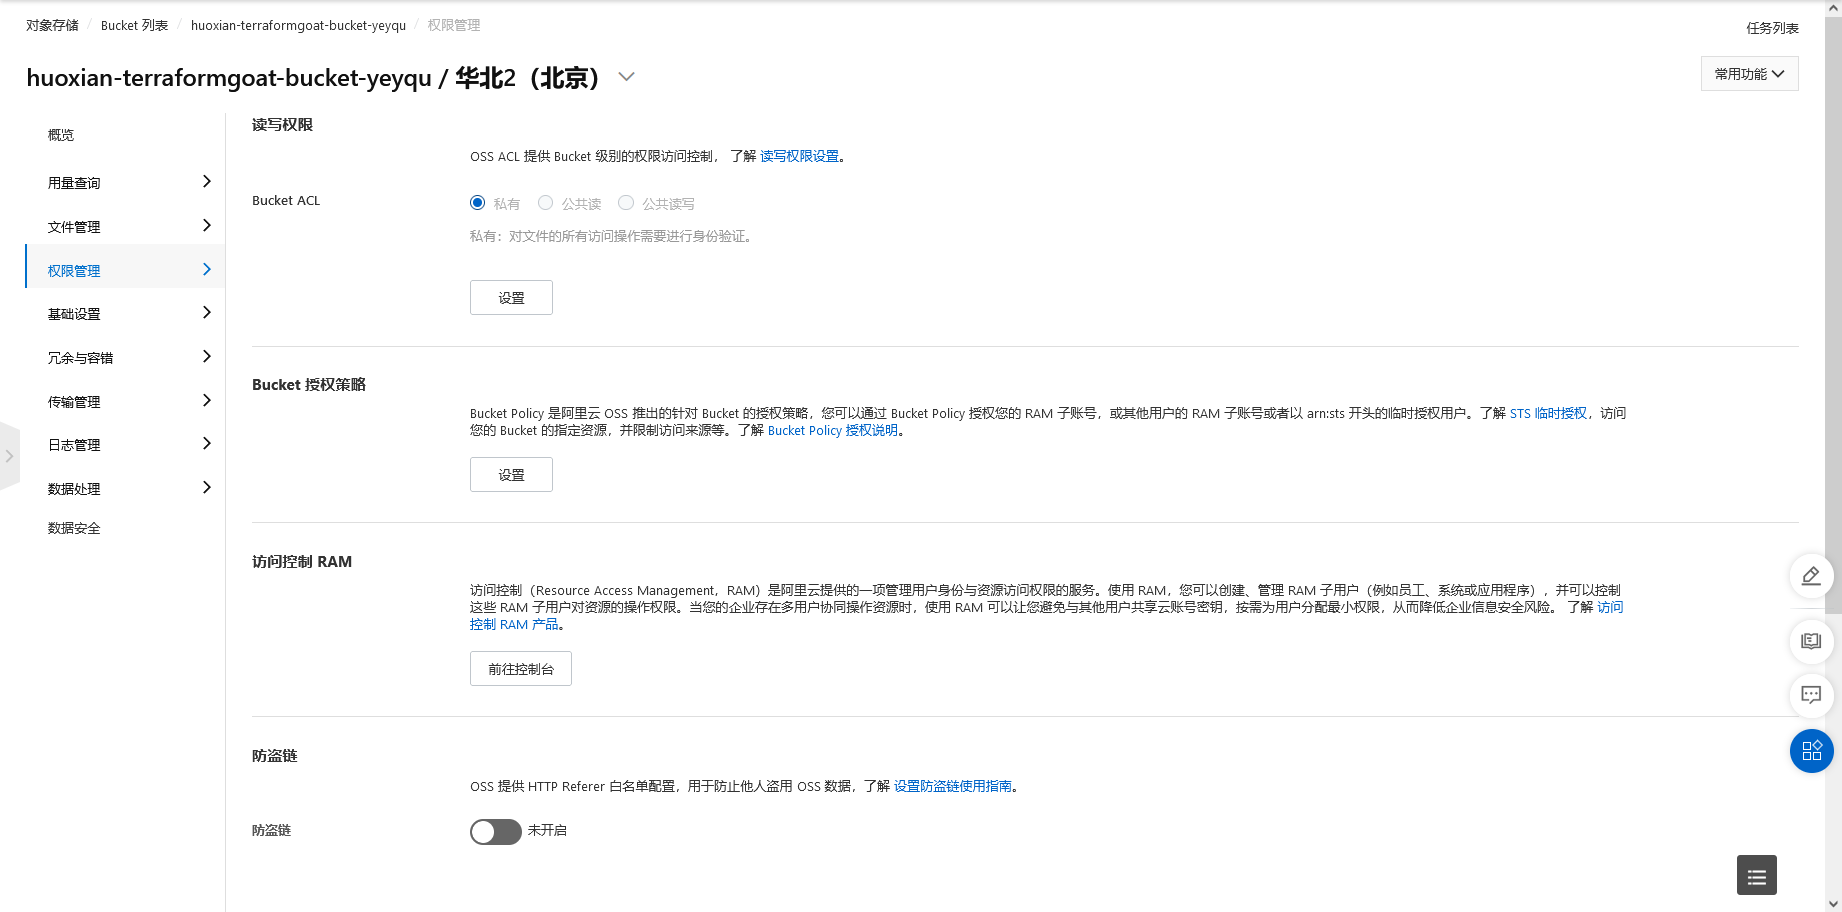 对象存储 / Bucket 列表 / huoxian-terraformgoat-bucket-yeyqu / 权限管理
任务列表
huoxian-terraformgoat-bucket-yeyqu / 华北2（北京）
常用功能
概览
用量查询
文件管理
权限管理
基础设置
冗余与容错
传输管理
日志管理
数据处理
数据安全
读写权限
OSS ACL 提供 Bucket 级别的权限访问控制， 了解 读写权限设置。
Bucket ACL
私有 公共读 公共读写
私有：对文件的所有访问操作需要进行身份验证。
设置
Bucket 授权策略
Bucket Policy 是阿里云 OSS 推出的针对 Bucket 的授权策略，您可以通过 Bucket Policy 授权您的 RAM 子账号，或其他用户的 RAM 子账号或者以 arn:sts 开头的临时授权用户。了解 STS 临时授权，访问
您的 Bucket 的指定资源，并限制访问来源等。了解 Bucket Policy 授权说明。
设置
访问控制 RAM
访问控制（Resource Access Management，RAM）是阿里云提供的一项管理用户身份与资源访问权限的服务。使用 RAM，您可以创建、管理 RAM 子用户（例如员工、系统或应用程序），并可以控制
这些 RAM 子用户对资源的操作权限。当您的企业存在多用户协同操作资源时，使用 RAM 可以让您避免与其他用户共享云账号密钥，按需为用户分配最小权限，从而降低企业信息安全风险。 了解 访问
控制 RAM 产品。
前往控制台
防盗链
OSS 提供 HTTP Referer 白名单配置，用于防止他人盗用 OSS 数据，了解 设置防盗链使用指南。
防盗链
未开启